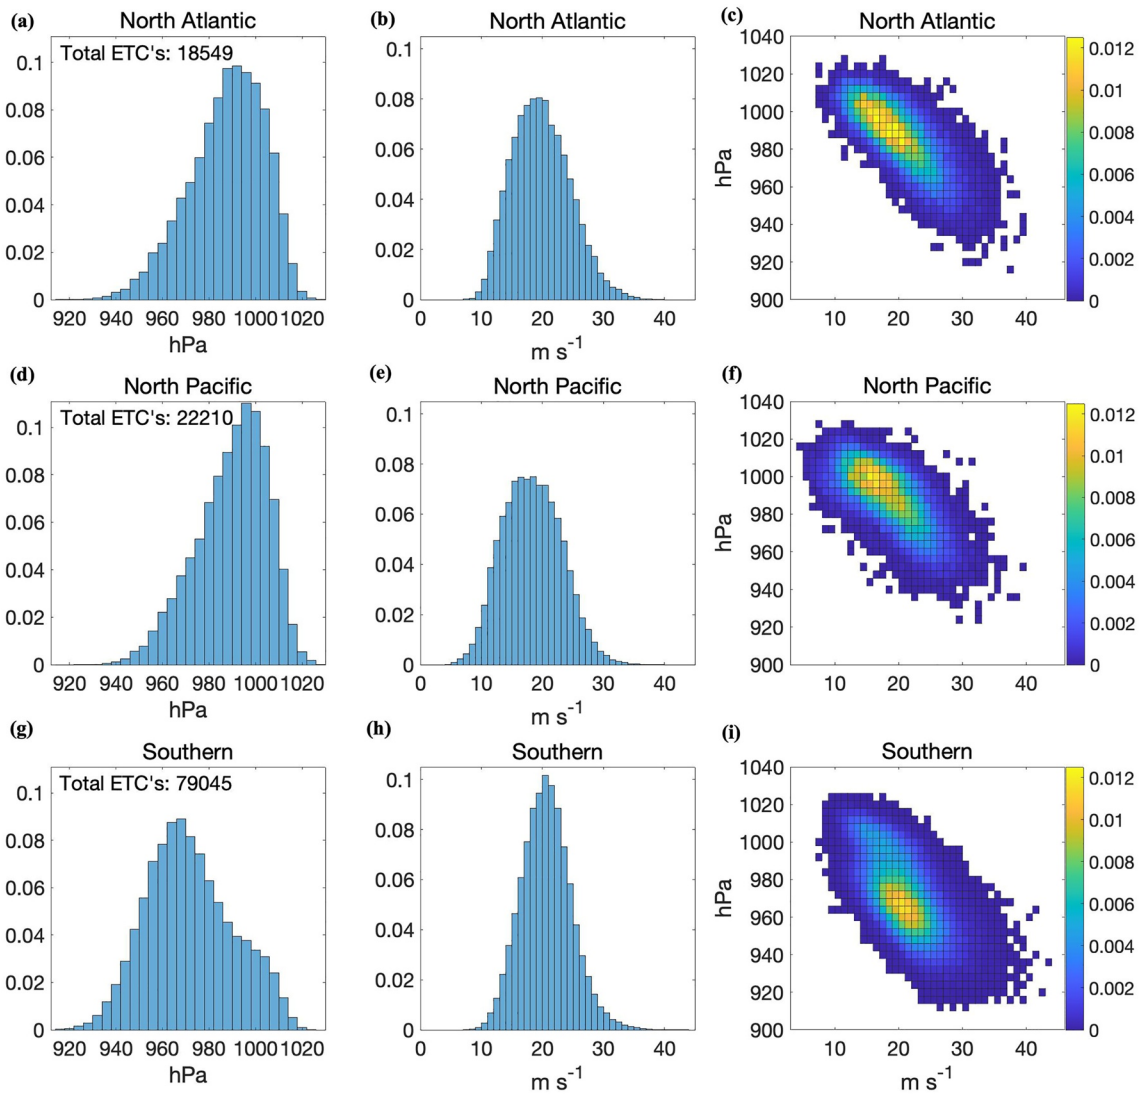 (a) North Atlantic
Total ETC's: 18549
0.1
0.08
0.06
0.04
0.02
0
920 940 960 980 1000 1020
hPa
(b) North Atlantic
0.1
0.08
0.06
0.04
0.02
0
0 10 20 30 40
m s⁻¹
(c) North Atlantic
1040
1020
1000
980
960
940
920
900
hPa
10 20 30 40
0.012
0.01
0.008
0.006
0.004
0.002
0
(d) North Pacific
Total ETC's: 22210
0.1
0.08
0.06
0.04
0.02
0
920 940 960 980 1000 1020
hPa
(e) North Pacific
0.1
0.08
0.06
0.04
0.02
0
0 10 20 30 40
m s⁻¹
(f) North Pacific
1040
1020
1000
980
960
940
920
900
hPa
10 20 30 40
0.012
0.01
0.008
0.006
0.004
0.002
0
(g) Southern
Total ETC's: 79045
0.1
0.08
0.06
0.04
0.02
0
920 940 960 980 1000 1020
hPa
(h) Southern
0.1
0.08
0.06
0.04
0.02
0
0 10 20 30 40
m s⁻¹
(i) Southern
1040
1020
1000
980
960
940
920
900
hPa
10 20 30 40
m s⁻¹
0.012
0.01
0.008
0.006
0.004
0.002
0